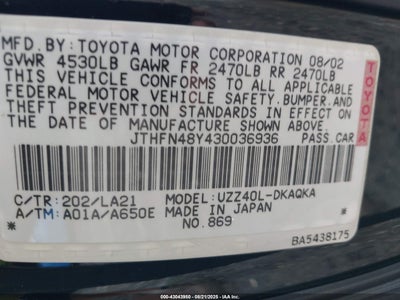 MFD.BY: TOYOTA MOTOR CORPORATION 08/02
GVWR 4530LB GAWR FR 2470LB RR 2470LB
THIS VEHICLE CONFORMS TO ALL APPLICABLE
FEDERAL MOTOR VEHICLE SAFETY, BUMPER, AND
THEFT PREVENTION STANDARDS IN EFFECT ON
THE DATE OF MANUFACTURE SHOWN ABOVE.
JTHFN48Y430036936 PASS.CAR
TOYOTA
C/TR: 202/LA21 MODEL: UZZ40L-DKAQKA
A/TM: A01A/A650E MADE IN JAPAN
NO.869
BA5438175
000-43043950 - 08/21/2025 - IAAI.COM